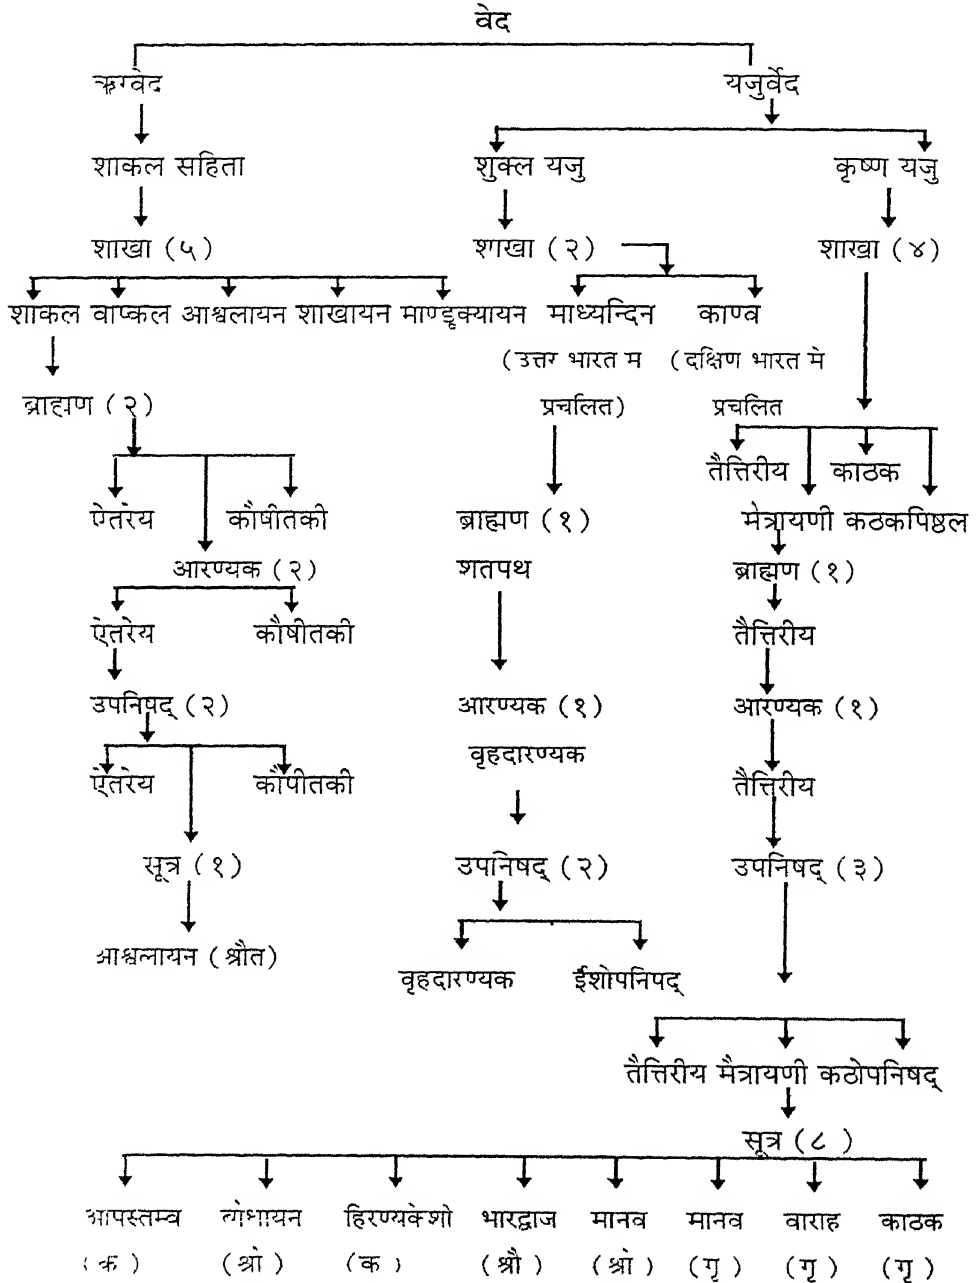 वेद
ऋग्वेद यजुर्वेद
शाकल सहिता शुक्ल यजु कृष्ण यजु
शाखा (५) शाखा (२) शाखा (४)
शाकल वाप्कल आश्वलायन शाखायन माण्डूक्यायन माध्यन्दिन काण्व
(उत्तर भारत म (दक्षिण भारत मे
ब्राह्मण (२) प्रचलित) प्रचलित
तैत्तिरीय काठक
ऐतरेय कौषीतकी ब्राह्मण (१) मेत्रायणी कठकपिष्ठल
आरण्यक (२) शतपथ ब्राह्मण (१)
ऐतरेय कौषीतकी तैत्तिरीय
उपनिषद् (२) आरण्यक (१) आरण्यक (१)
वृहदारण्यक
ऐतरेय कौपीतकी तैत्तिरीय
सूत्र (१) उपनिषद् (२) उपनिषद् (३)
आश्वलायन (श्रौत)
वृहदारण्यक ईशोपनिपद्
तैत्तिरीय मैत्रायणी कठोपनिषद्
सूत्र (८ )
आपस्तम्व हिरण्यकेशो भारद्वाज मानव मानव वाराह काठक
(क ) (श्रो ) (क ) (श्रौ ) (श्रो ) (गृ ) (गृ ) (गृ )